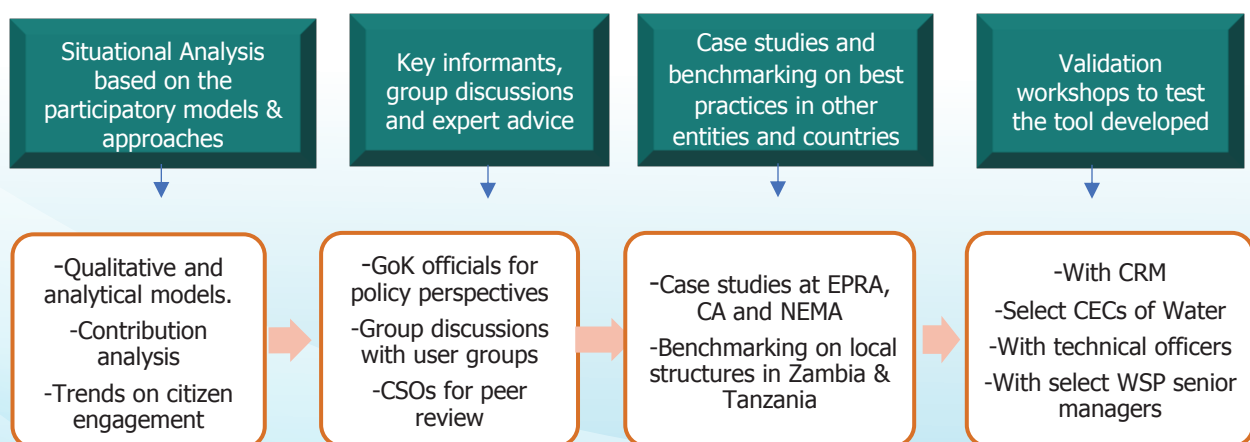 Situational Analysis
based on the
participatory models &
approaches
Key informants,
group discussions
and expert advice
Case studies and
benchmarking on best
practices in other
entities and countries
Validation
workshops to test
the tool developed
-Qualitative and
analytical models.
-Contribution
analysis
-Trends on citizen
engagement
-GoK officials for
policy perspectives
-Group discussions
with user groups
-CSOs for peer
review
-Case studies at EPRA,
CA and NEMA
-Benchmarking on local
structures in Zambia &
Tanzania
-With CRM
-Select CECs of Water
-With technical officers
-With select WSP senior
managers